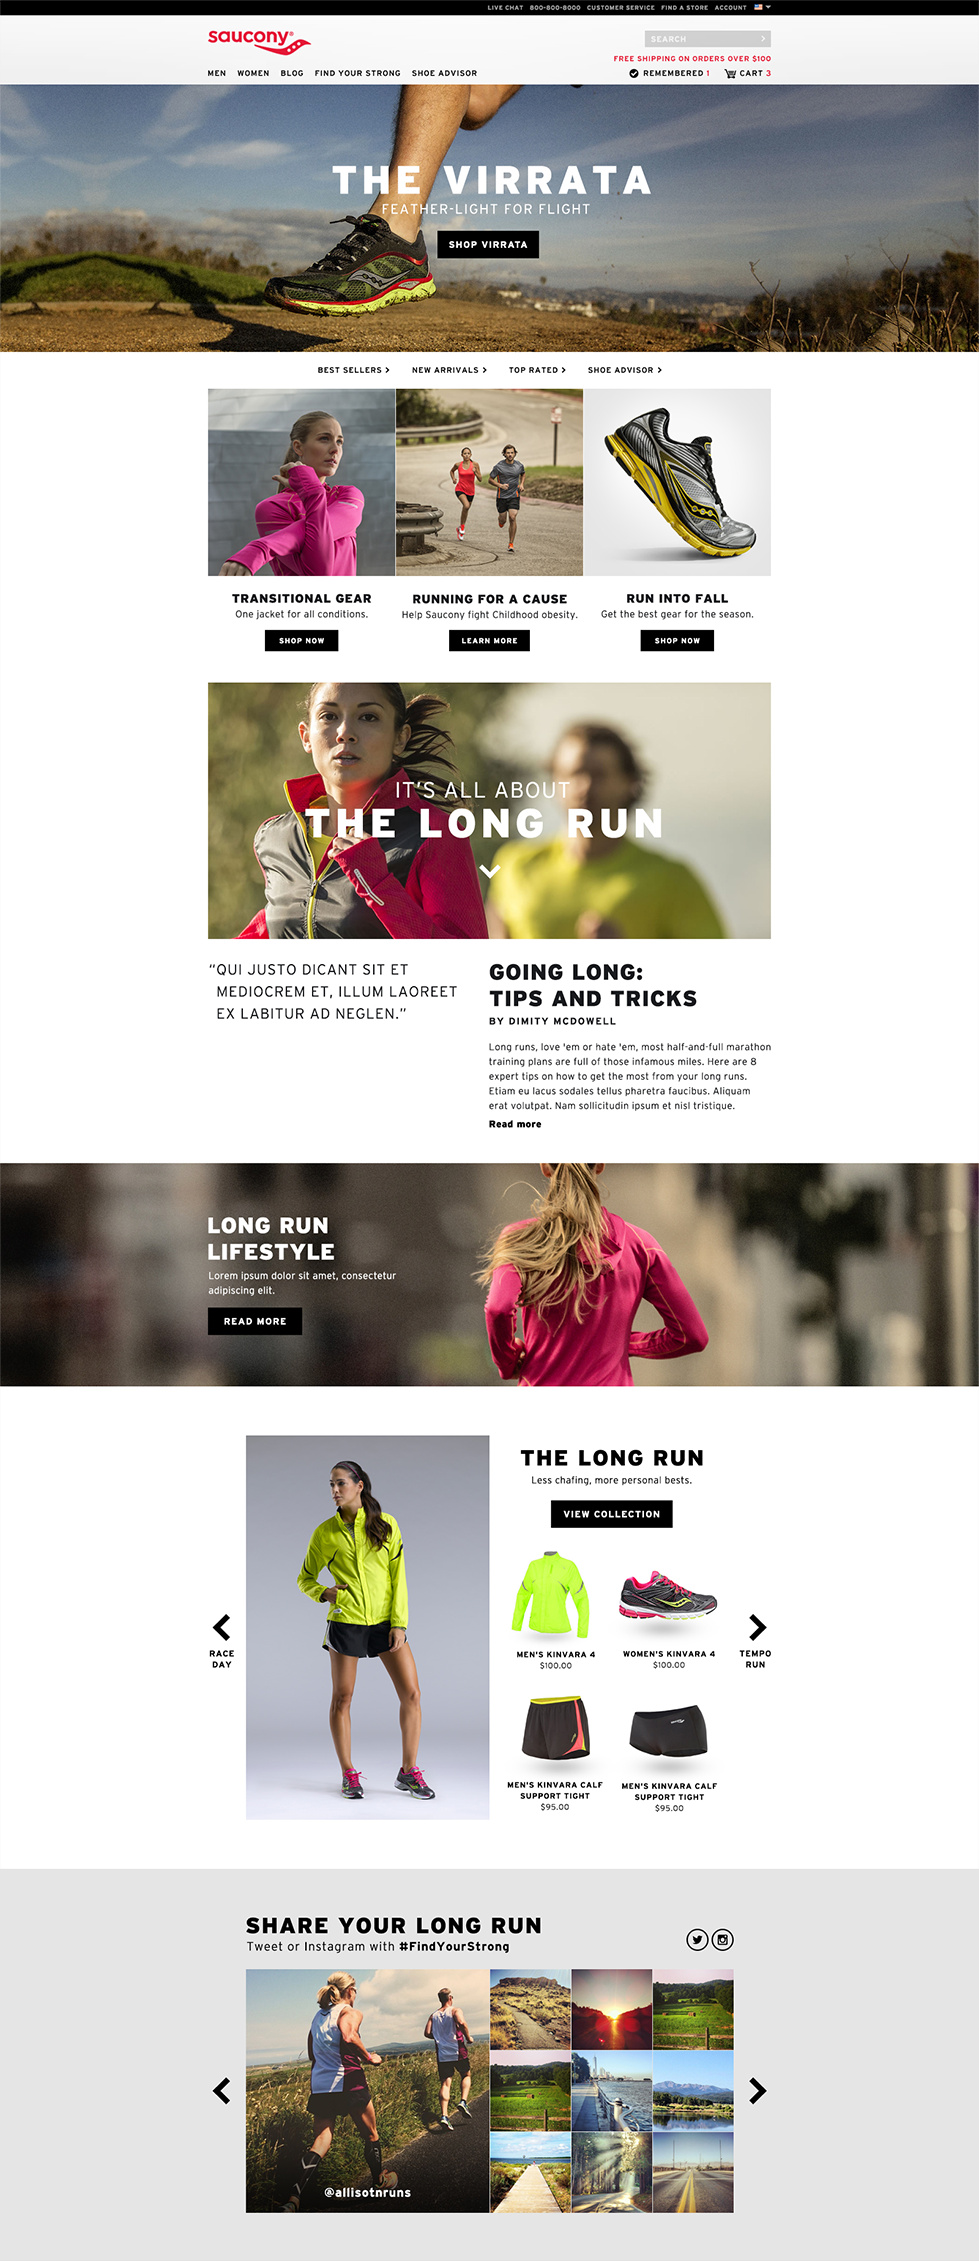 LIVE CHAT 800-800-8000 CUSTOMER SERVICE FIND A STORE ACCOUNT
saucony®
SEARCH
FREE SHIPPING ON ORDERS OVER $100
MEN WOMEN BLOG FIND YOUR STRONG SHOE ADVISOR
REMEMBERED 1 CART 3
THE VIRRATA
FEATHER-LIGHT FOR FLIGHT
SHOP VIRRATA
BEST SELLERS NEW ARRIVALS TOP RATED SHOE ADVISOR
TRANSITIONAL GEAR
One jacket for all conditions.
SHOP NOW
RUNNING FOR A CAUSE
Help Saucony fight Childhood obesity.
LEARN MORE
RUN INTO FALL
Get the best gear for the season.
SHOP NOW
IT'S ALL ABOUT
THE LONG RUN
“QUI JUSTO DICANT SIT ET
MEDIOCREM ET, ILLUM LAOREET
EX LABITUR AD NEGLEN.”
GOING LONG:
TIPS AND TRICKS
BY DIMITY MCDOWELL
Long runs, love 'em or hate 'em, most half-and-full marathon
training plans are full of those infamous miles. Here are 8
expert tips on how to get the most from your long runs.
Etiam eu lacus sodales tellus pharetra faucibus. Aliquam
erat volutpat. Nam sollicitudin ipsum et nisl tristique.
Read more
LONG RUN
LIFESTYLE
Lorem ipsum dolor sit amet, consectetur
adipiscing elit.
READ MORE
THE LONG RUN
Less chafing, more personal bests.
VIEW COLLECTION
RACE
DAY
MEN'S KINVARA 4
$100.00
WOMEN'S KINVARA 4
$100.00
TEMPO
RUN
MEN'S KINVARA CALF
SUPPORT TIGHT
$95.00
MEN'S KINVARA CALF
SUPPORT TIGHT
$95.00
SHARE YOUR LONG RUN
Tweet or Instagram with #FindYourStrong
@allisotnruns